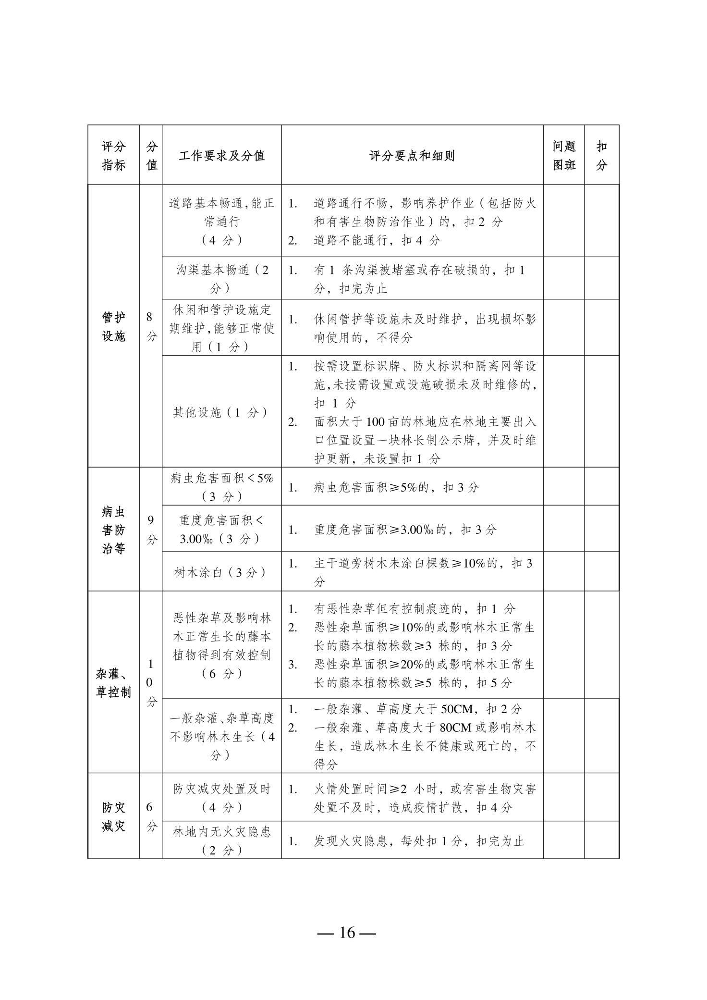 评分
指标
分
值
工作要求及分值
评分要点和细则
问题
图斑
扣
分
管护
设施
8
分
道路基本畅通,能正
常通行
（4 分）
1. 道路通行不畅，影响养护作业（包括防火
和有害生物防治作业）的，扣 2 分
2. 道路不能通行，扣 4 分
沟渠基本畅通（2
分）
1. 有 1 条沟渠被堵塞或存在破损的，扣 1
分，扣完为止
休闲和管护设施定
期维护,能够正常使
用（1 分）
1. 休闲管护等设施未及时维护，出现损坏影
响使用的，不得分
其他设施（1 分）
1. 按需设置标识牌、防火标识和隔离网等设
施,未按需设置或设施破损未及时维修的，
扣 1 分
2. 面积大于 100 亩的林地应在林地主要出入
口位置设置一块林长制公示牌，并及时维
护更新，未设置扣 1 分
病虫
害防
治等
9
分
病虫危害面积＜5%
（3 分）
1. 病虫危害面积≥5%的，扣 3 分
重度危害面积＜
3.00‰（3 分）
1. 重度危害面积≥3.00‰的，扣 3 分
树木涂白（3 分）
1. 主干道旁树木未涂白棵数≥10%的，扣 3
分
杂灌、
草控制
1
0
分
恶性杂草及影响林
木正常生长的藤本
植物得到有效控制
（6 分）
1. 有恶性杂草但有控制痕迹的，扣 1 分
2. 恶性杂草面积≥10%的或影响林木正常生
长的藤本植物株数≥3 株的，扣 3 分
3. 恶性杂草面积≥20%的或影响林木正常生
长的藤本植物株数≥5 株的，扣 5 分
一般杂灌、杂草高度
不影响林木生长（4
分）
1. 一般杂灌、草高度大于 50CM，扣 2 分
2. 一般杂灌、草高度大于 80CM 或影响林木
生长，造成林木生长不健康或死亡的，不
得分
防灾
减灾
6
分
防灾减灾处置及时
（4 分）
1. 火情处置时间≥2 小时，或有害生物灾害
处置不及时，造成疫情扩散，扣 4 分
林地内无火灾隐患
（2 分）
1. 发现火灾隐患，每处扣 1 分，扣完为止
— 16 —